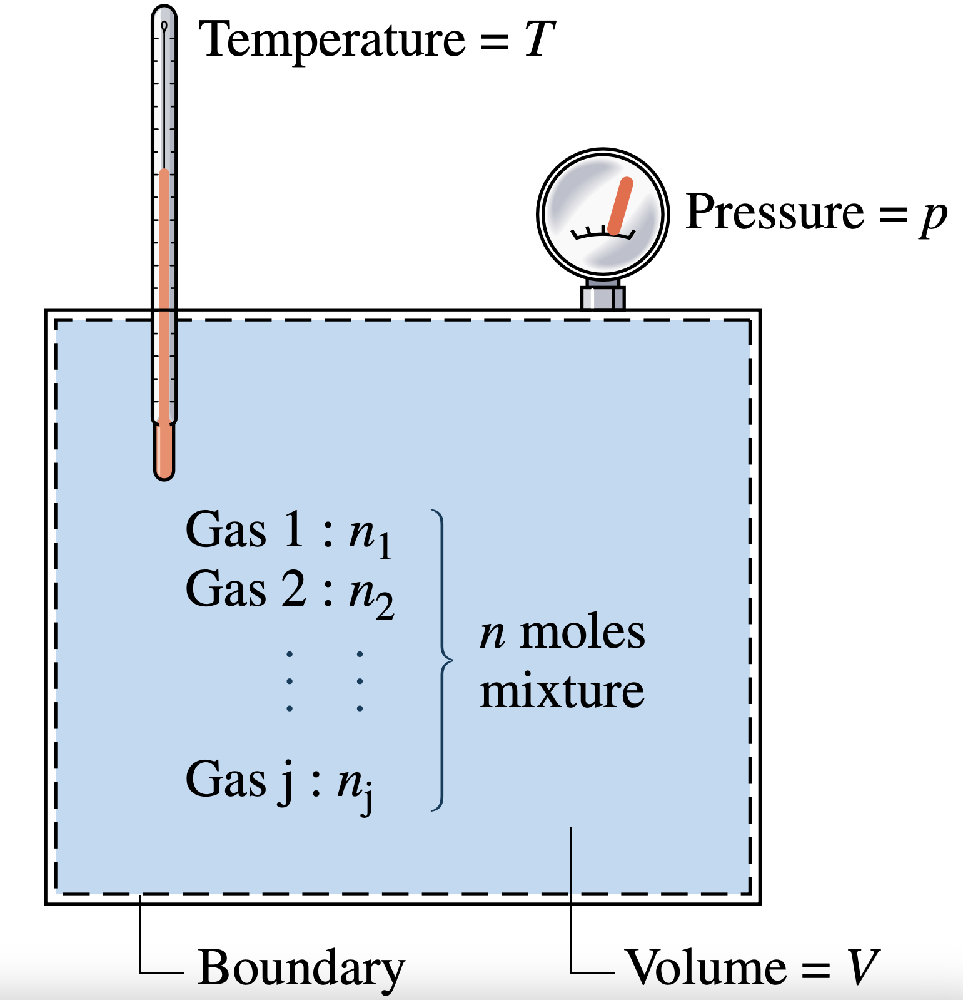 Temperature = T
Pressure = p
Gas 1 : n₁
Gas 2 : n₂
n moles
mixture
Gas j : nⱼ
Boundary
Volume = V